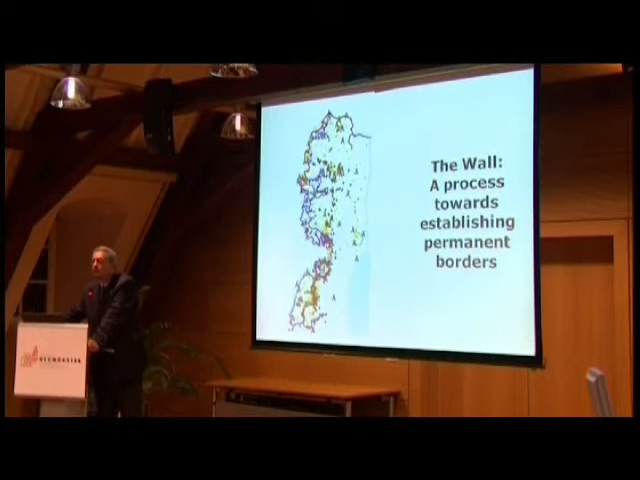 The Wall:
A process
towards
establishing
permanent
borders